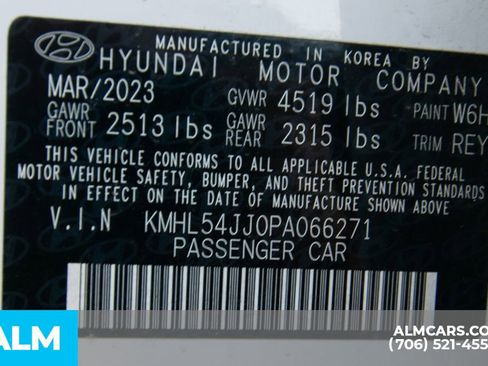 MANUFACTURED IN KOREA BY
HYUNDAI MOTOR COMPANY
MAR/2023 GVWR 4519 lbs PAINT W6H
GAWR FRONT 2513 lbs GAWR REAR 2315 lbs TRIM REY
THIS VEHICLE CONFORMS TO ALL APPLICABLE U.S.A. FEDERAL
MOTOR VEHICLE SAFETY, BUMPER, AND THEFT PREVENTION STANDARDS
IN EFFECT ON THE DATE OF MANUFACTURE SHOWN ABOVE.
V.I.N KMHL54JJ0PA066271
PASSENGER CAR
ALM
ALMCARS.COM
(706) 521-455